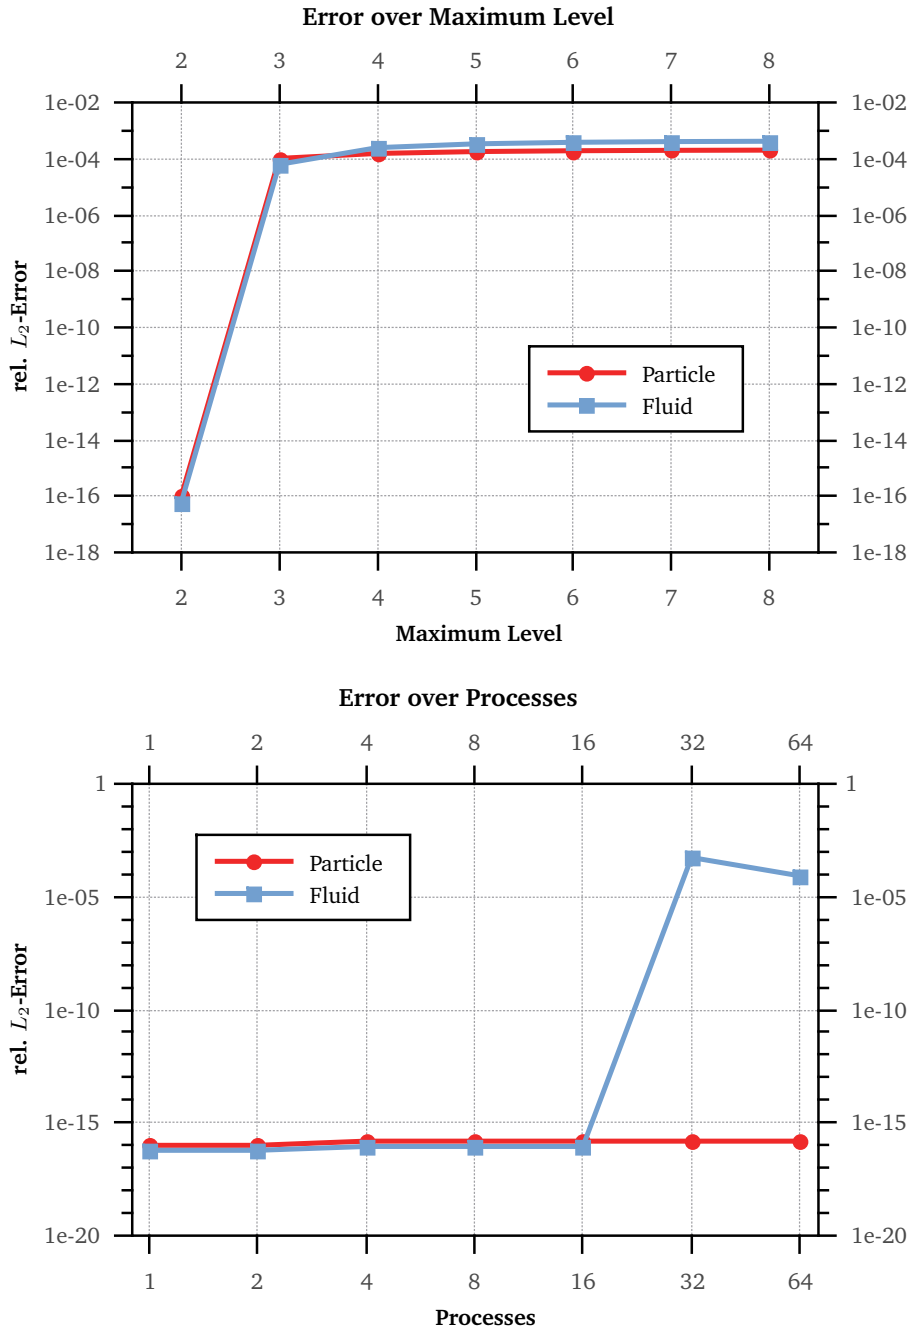 Error over Maximum Level
2 3 4 5 6 7 8
1e-02 1e-02
1e-04 1e-04
1e-06 1e-06
1e-08 1e-08
1e-10 1e-10
1e-12 1e-12
1e-14 1e-14
1e-16 1e-16
1e-18 1e-18
rel. L₂-Error
Particle
Fluid
2 3 4 5 6 7 8
Maximum Level
Error over Processes
1 2 4 8 16 32 64
1 1
1e-05 1e-05
1e-10 1e-10
1e-15 1e-15
1e-20 1e-20
rel. L₂-Error
Particle
Fluid
1 2 4 8 16 32 64
Processes